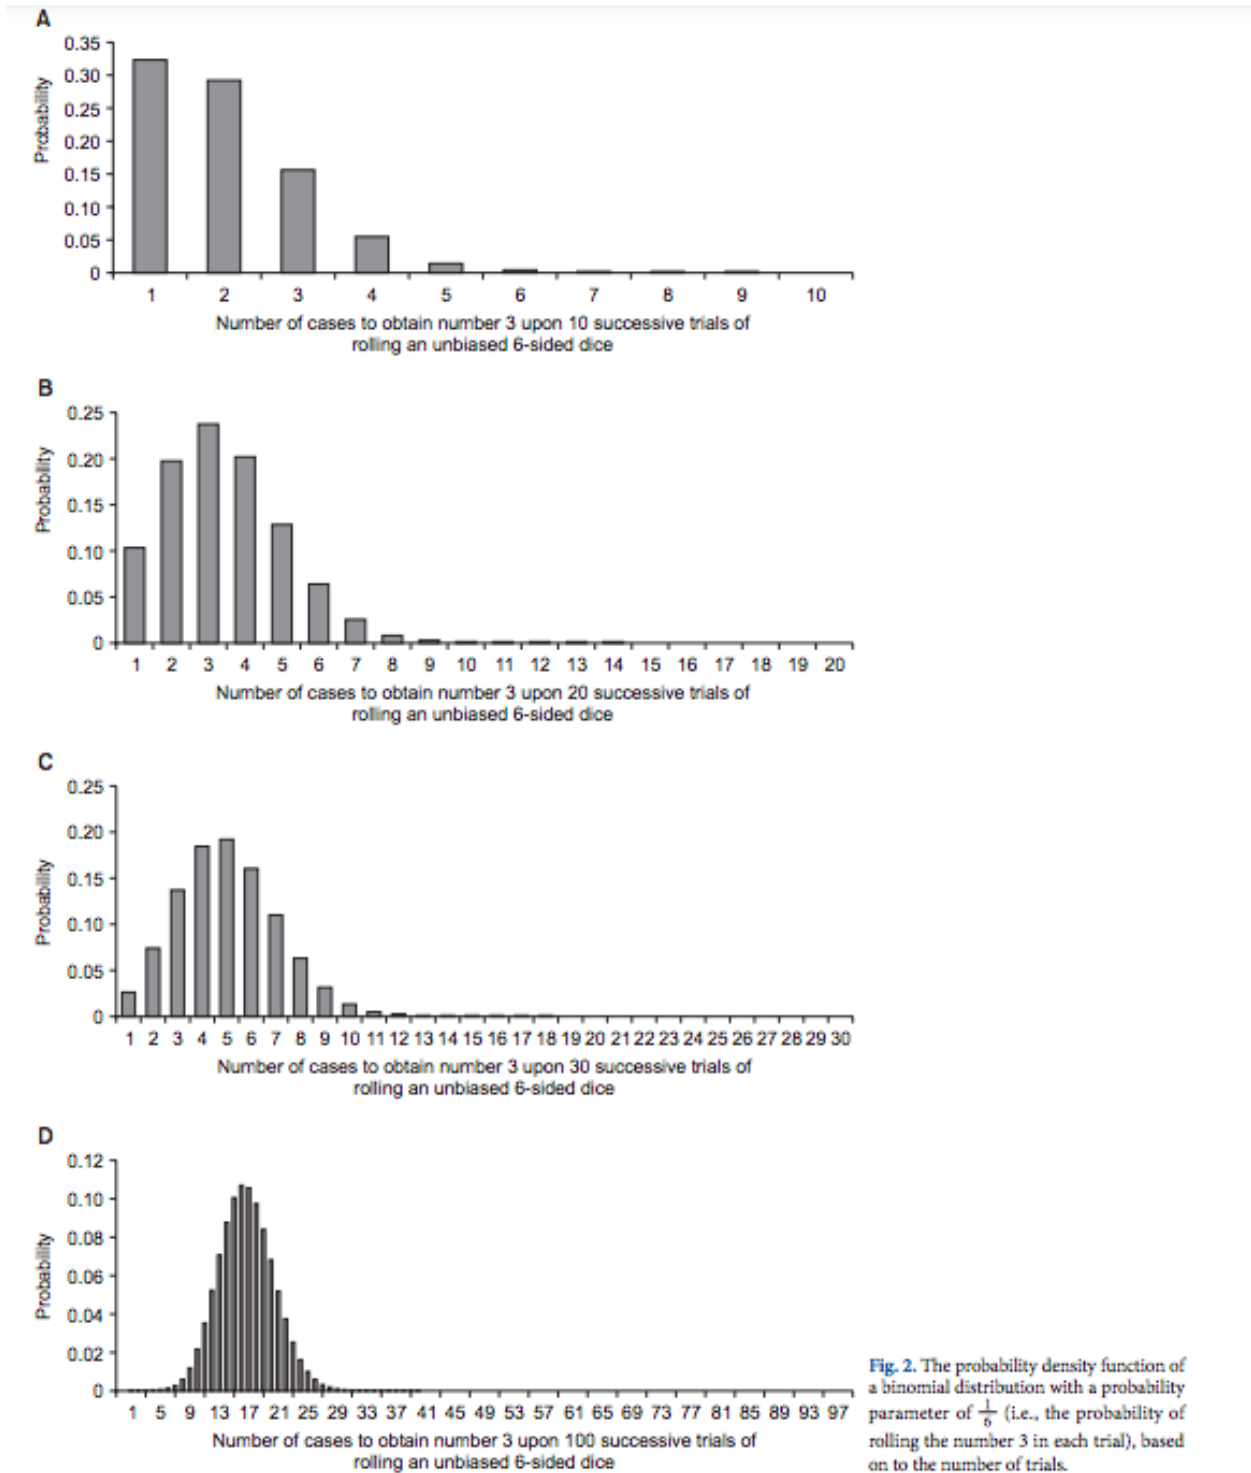 A
Probability
0.35
0.30
0.25
0.20
0.15
0.10
0.05
0
1 2 3 4 5 6 7 8 9 10
Number of cases to obtain number 3 upon 10 successive trials of
rolling an unbiased 6-sided dice
B
Probability
0.25
0.20
0.15
0.10
0.05
0
1 2 3 4 5 6 7 8 9 10 11 12 13 14 15 16 17 18 19 20
Number of cases to obtain number 3 upon 20 successive trials of
rolling an unbiased 6-sided dice
C
Probability
0.25
0.20
0.15
0.10
0.05
0
1 2 3 4 5 6 7 8 9 10 11 12 13 14 15 16 17 18 19 20 21 22 23 24 25 26 27 28 29 30
Number of cases to obtain number 3 upon 30 successive trials of
rolling an unbiased 6-sided dice
D
Probability
0.12
0.10
0.08
0.06
0.04
0.02
0
1 5 9 13 17 21 25 29 33 37 41 45 49 53 57 61 65 69 73 77 81 85 89 93 97
Number of cases to obtain number 3 upon 100 successive trials of
rolling an unbiased 6-sided dice
Fig. 2. The probability density function of
a binomial distribution with a probability
parameter of 1/6 (i.e., the probability of
rolling the number 3 in each trial), based
on to the number of trials.